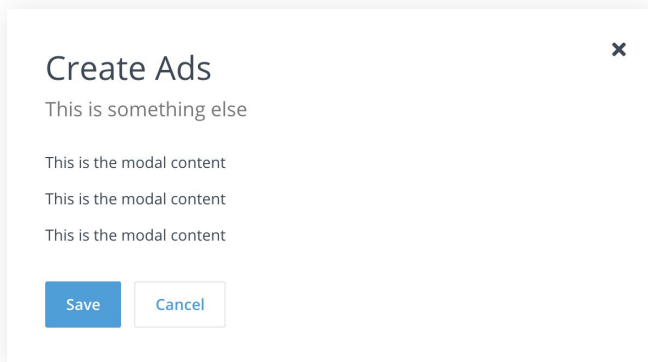 Create Ads
This is something else
This is the modal content
This is the modal content
This is the modal content
Save
Cancel